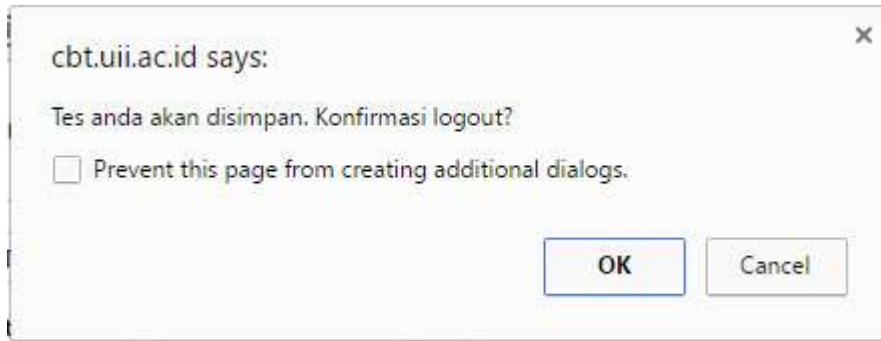 cbt.uii.ac.id says:
Tes anda akan disimpan. Konfirmasi logout?
Prevent this page from creating additional dialogs.
OK Cancel